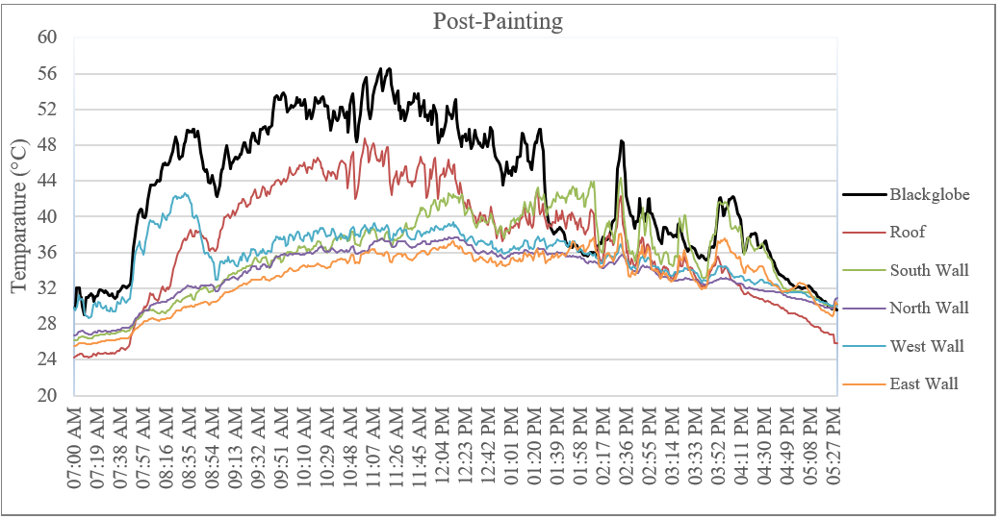 Post-Painting
Temparature (°C)
60
56
52
48
44
40
36
32
28
24
20
07:00 AM
07:19 AM
07:38 AM
07:57 AM
08:16 AM
08:35 AM
08:54 AM
09:13 AM
09:32 AM
09:51 AM
10:10 AM
10:29 AM
10:48 AM
11:07 AM
11:26 AM
11:45 AM
12:04 PM
12:23 PM
12:42 PM
01:01 PM
01:20 PM
01:39 PM
01:58 PM
02:17 PM
02:36 PM
02:55 PM
03:14 PM
03:33 PM
03:52 PM
04:11 PM
04:30 PM
04:49 PM
05:08 PM
05:27 PM
Blackglobe
Roof
South Wall
North Wall
West Wall
East Wall